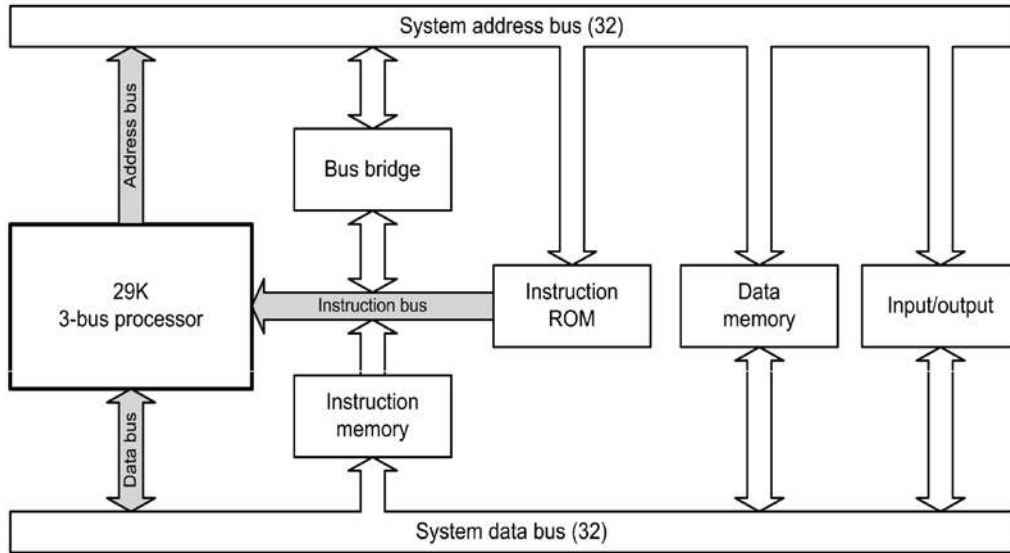 System address bus (32)
Address bus
Bus bridge
29K
3-bus processor
Instruction bus
Instruction
ROM
Data
memory
Input/output
Instruction
memory
Data bus
System data bus (32)